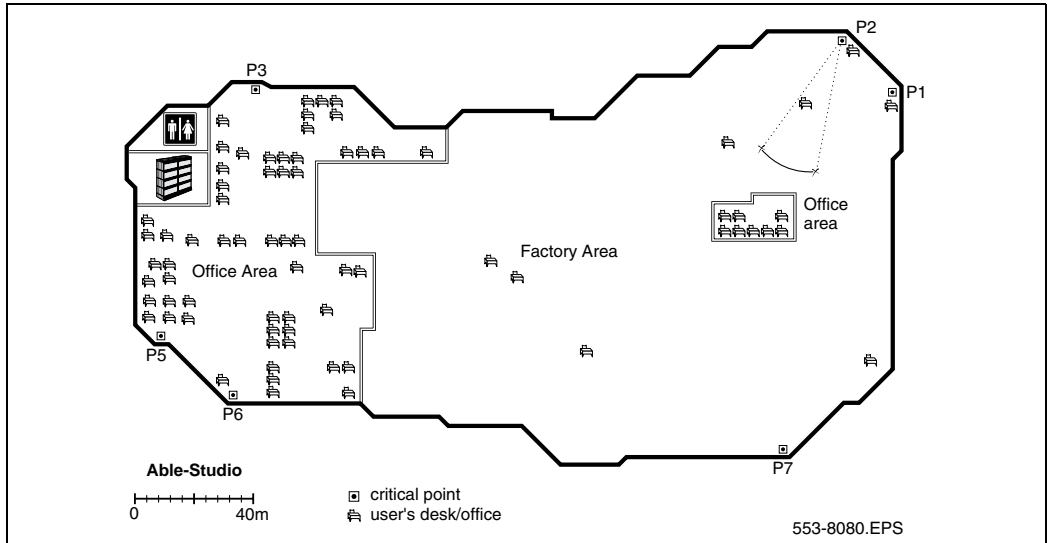 P2
P3
P1
Office
area
Factory Area
Office Area
P5
P6
P7
Able-Studio
0 40m
critical point
user's desk/office
553-8080.EPS